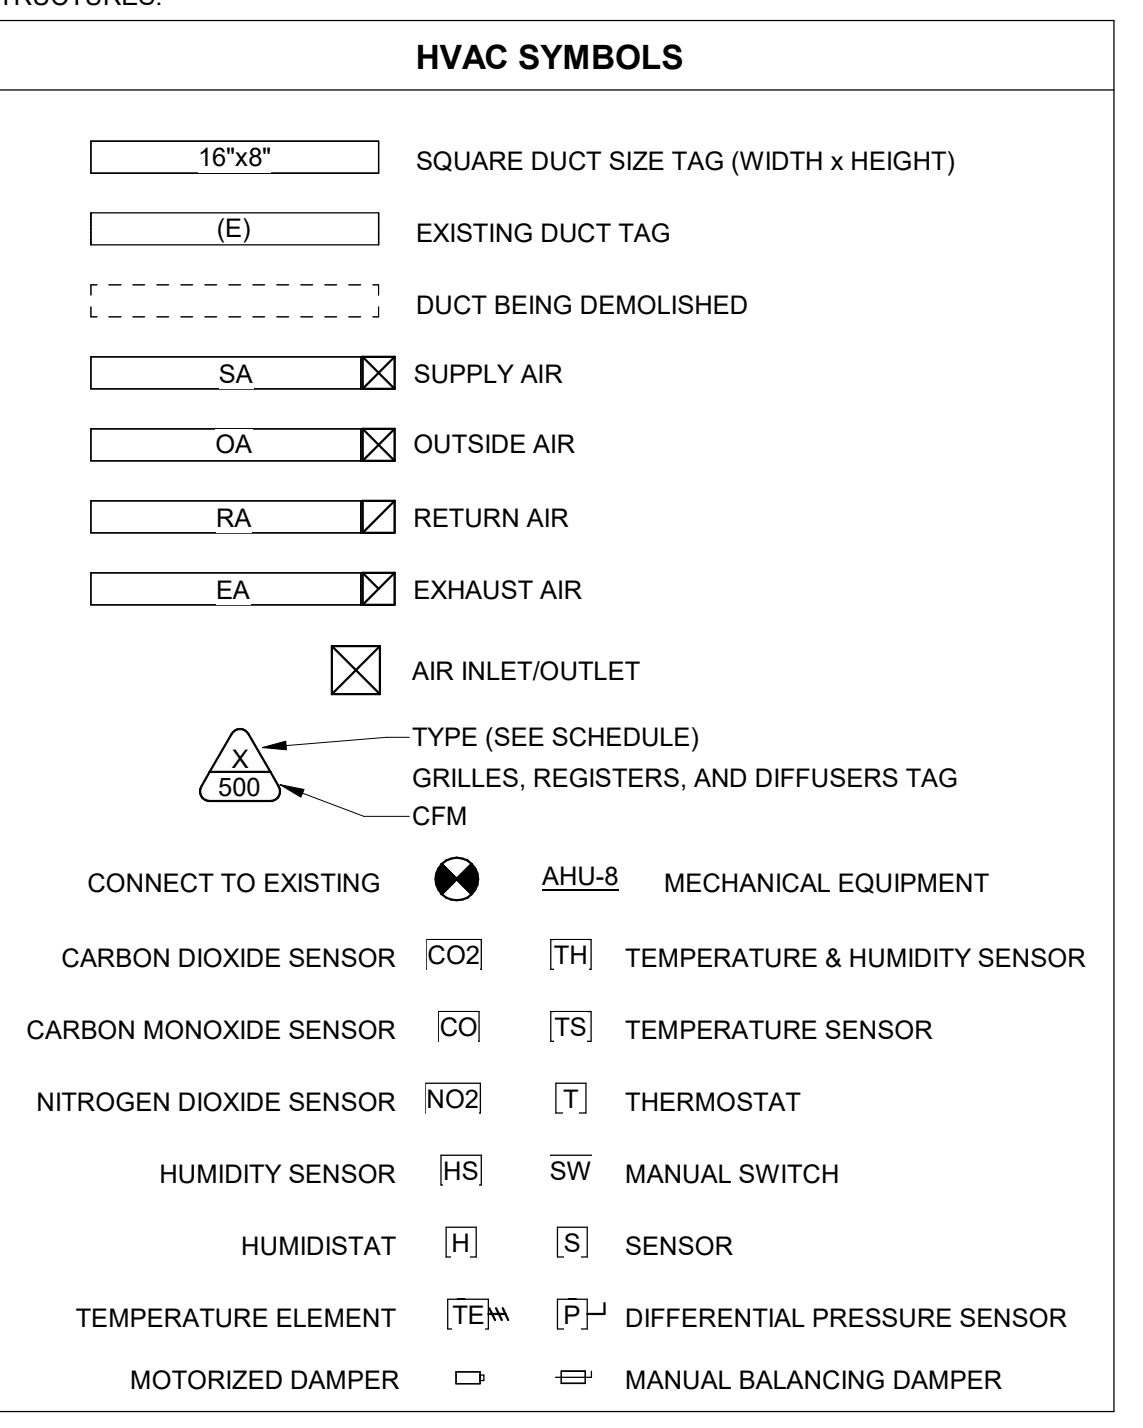 TRUCTURES.
HVAC SYMBOLS
16"x8" SQUARE DUCT SIZE TAG (WIDTH x HEIGHT)
(E) EXISTING DUCT TAG
DUCT BEING DEMOLISHED
SA SUPPLY AIR
OA OUTSIDE AIR
RA RETURN AIR
EA EXHAUST AIR
AIR INLET/OUTLET
TYPE (SEE SCHEDULE)
X
GRILLES, REGISTERS, AND DIFFUSERS TAG
500
CFM
CONNECT TO EXISTING AHU-8 MECHANICAL EQUIPMENT
CARBON DIOXIDE SENSOR CO2 TH TEMPERATURE & HUMIDITY SENSOR
CARBON MONOXIDE SENSOR CO TS TEMPERATURE SENSOR
NITROGEN DIOXIDE SENSOR NO2 T THERMOSTAT
HUMIDITY SENSOR HS SW MANUAL SWITCH
HUMIDISTAT H S SENSOR
TEMPERATURE ELEMENT TE P DIFFERENTIAL PRESSURE SENSOR
MOTORIZED DAMPER MANUAL BALANCING DAMPER